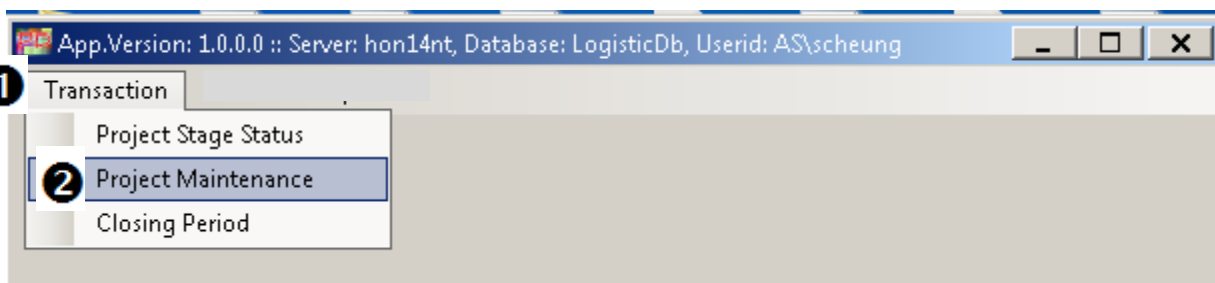 App.Version: 1.0.0.0 :: Server: hon14nt, Database: LogisticDb, Userid: AS\scheung
1 Transaction
Project Stage Status
2 Project Maintenance
Closing Period